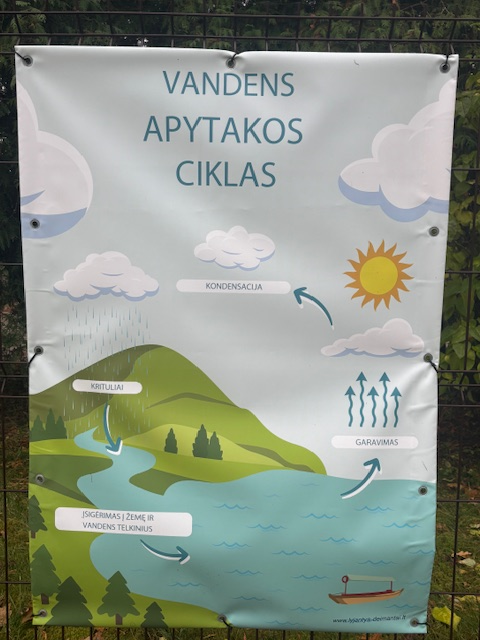 VANDENS
APYTAKOS
CIKLAS
KONDENSACIJA
KRITULIAI
GARAVIMAS
ĮSIGĖRIMAS Į ŽEMĘ IR
VANDENS TELKINIUS